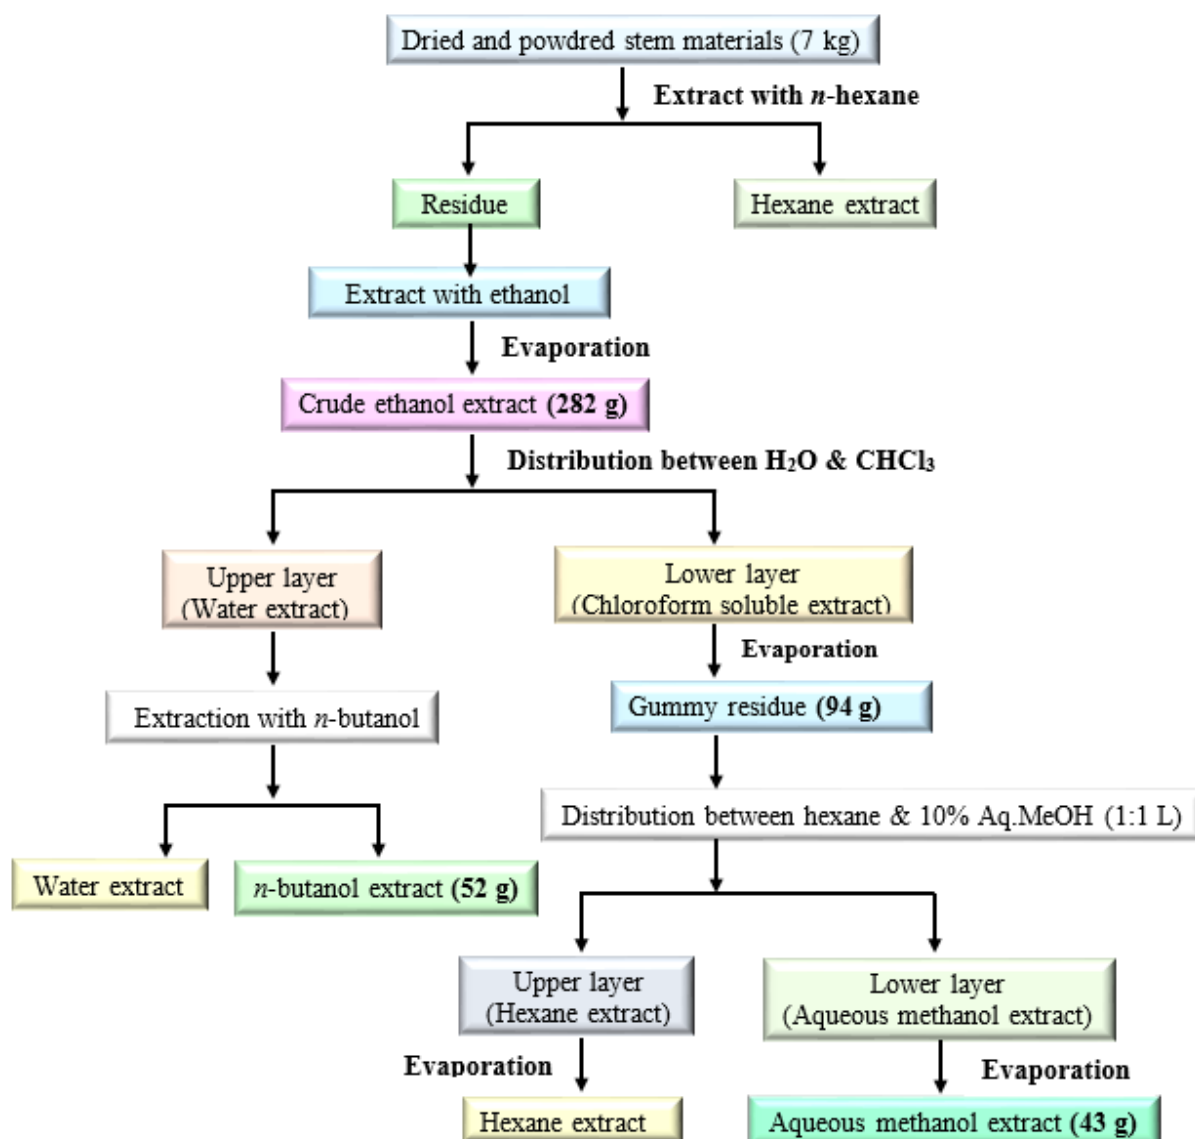 Dried and powdred stem materials (7 kg)
Extract with n-hexane
Residue
Hexane extract
Extract with ethanol
Evaporation
Crude ethanol extract (282 g)
Distribution between H₂O & CHCl₃
Upper layer
(Water extract)
Lower layer
(Chloroform soluble extract)
Evaporation
Extraction with n-butanol
Gummy residue (94 g)
Distribution between hexane & 10% Aq.MeOH (1:1 L)
Water extract
n-butanol extract (52 g)
Upper layer
(Hexane extract)
Lower layer
(Aqueous methanol extract)
Evaporation
Evaporation
Hexane extract
Aqueous methanol extract (43 g)